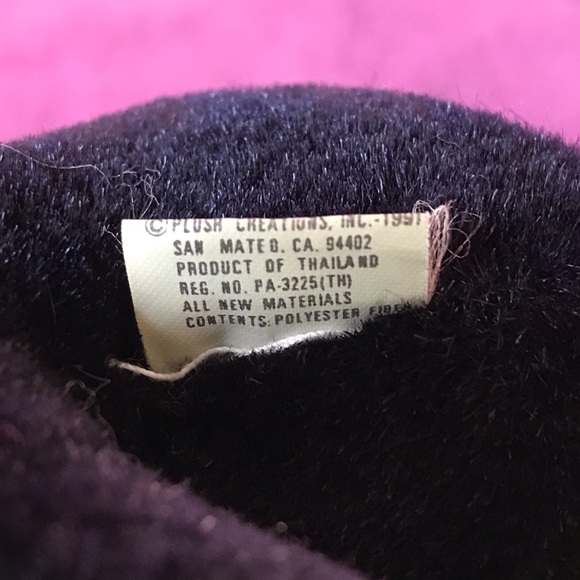 © PLUSH CREATIONS, INC.-1991
SAN MATEO. CA. 94402
PRODUCT OF THAILAND
REG. NO. PA-3225(TH)
ALL NEW MATERIALS
CONTENTS: POLYESTER FIBER